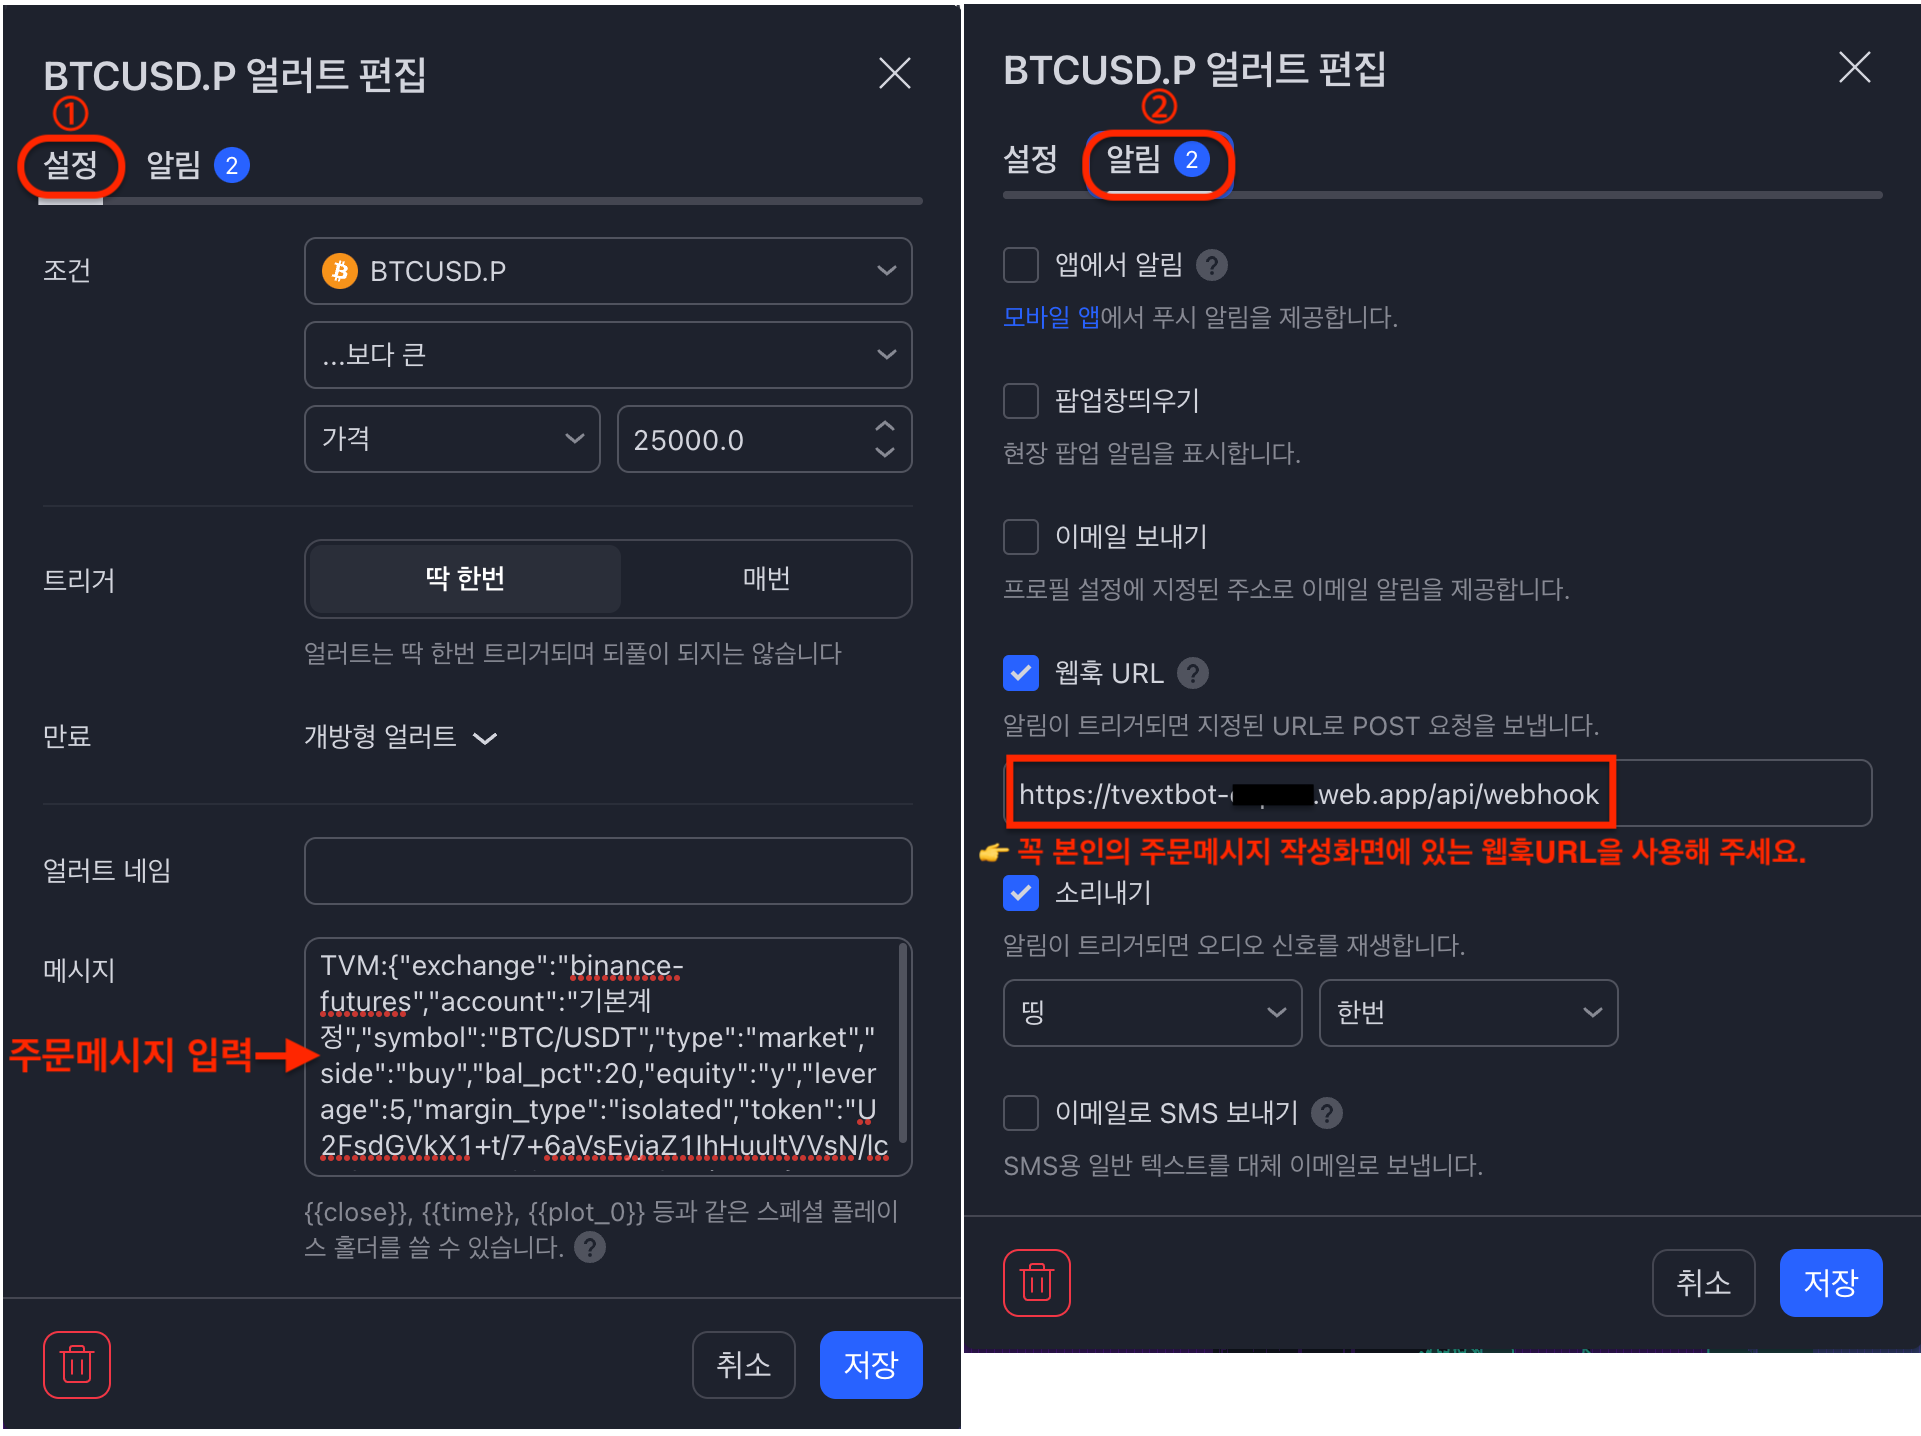 BTCUSD.P 얼러트 편집
①
설정
알림 2
조건
BTCUSD.P
...보다 큰
가격
25000.0
트리거
딱 한번
매번
얼러트는 딱 한번 트리거되며 되풀이 되지는 않습니다
만료
개방형 얼러트
얼러트 네임
메시지
주문메시지 입력
TVM:{"exchange":"binance-
futures","account":"기본계
정","symbol":"BTC/USDT","type":"market","
side":"buy","bal_pct":20,"equity":"y","lever
age":5,"margin_type":"isolated","token":"U
2FsdGVkX1+t/7+6aVsEyjaZ1IhHuultVVsN/lc
{{close}}, {{time}}, {{plot_0}} 등과 같은 스페셜 플레이
스 홀더를 쓸 수 있습니다. ?
취소
저장
BTCUSD.P 얼러트 편집
②
설정
알림 2
앱에서 알림 ?
모바일 앱에서 푸시 알림을 제공합니다.
팝업창띄우기
현장 팝업 알림을 표시합니다.
이메일 보내기
프로필 설정에 지정된 주소로 이메일 알림을 제공합니다.
웹훅 URL ?
알림이 트리거되면 지정된 URL로 POST 요청을 보냅니다.
https://tvextbot-.web.app/api/webhook
👉 꼭 본인의 주문메시지 작성화면에 있는 웹훅URL을 사용해 주세요.
소리내기
알림이 트리거되면 오디오 신호를 재생합니다.
띵
한번
이메일로 SMS 보내기 ?
SMS용 일반 텍스트를 대체 이메일로 보냅니다.
취소
저장